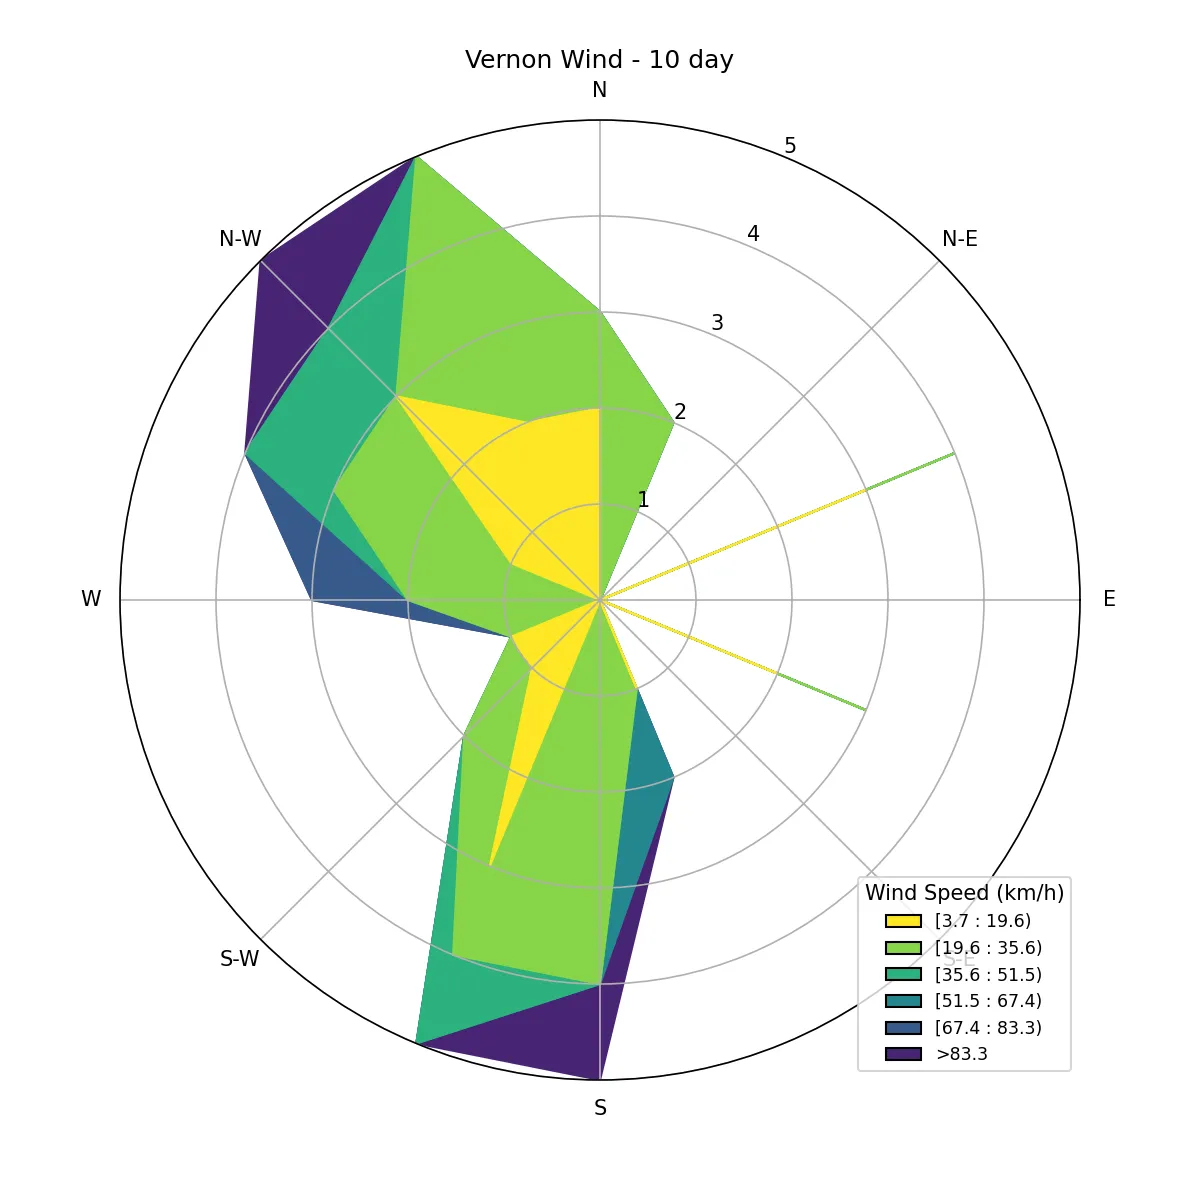 Vernon Wind - 10 day
N
5
N-W
4
N-E
3
2
1
W
E
S-W
S-E
S
Wind Speed (km/h)
[3.7 : 19.6)
[19.6 : 35.6)
[35.6 : 51.5)
[51.5 : 67.4)
[67.4 : 83.3)
>83.3